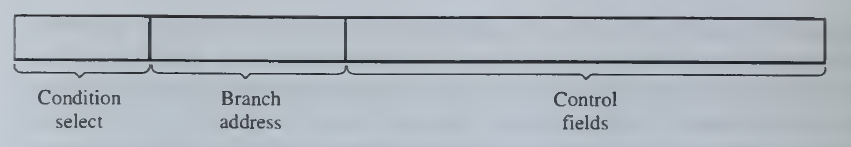 Condition
select
Branch
address
Control
fields